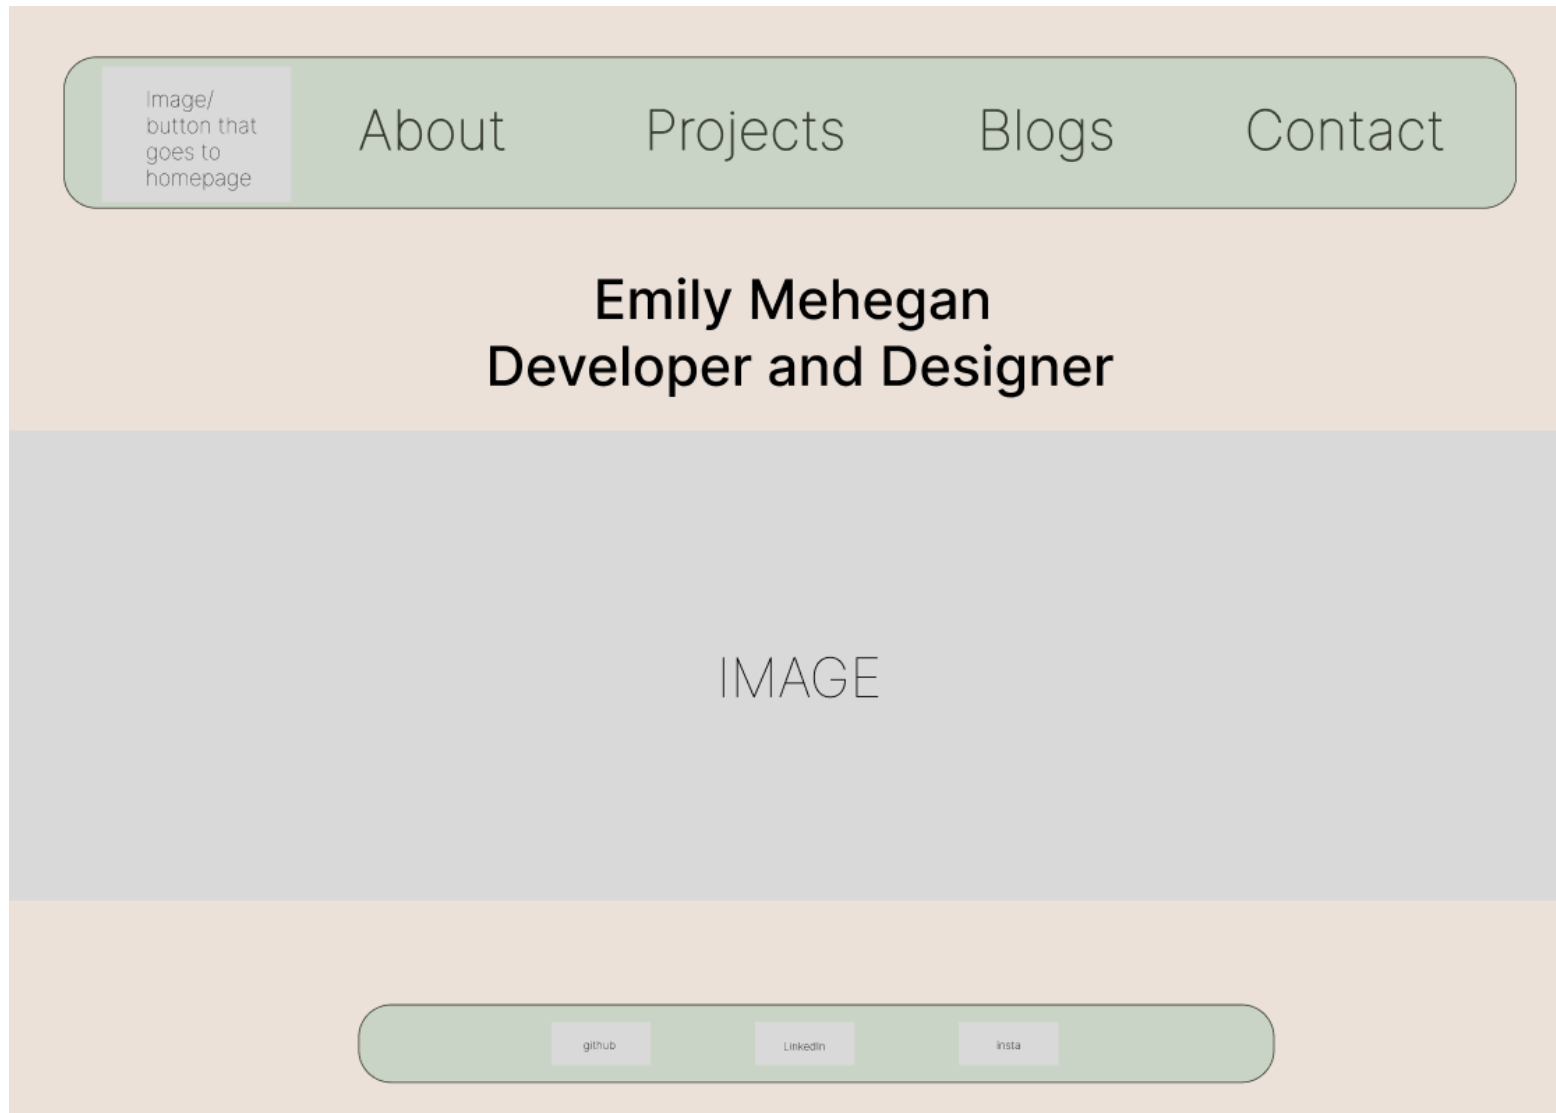 Image/
button that
goes to
homepage
About Projects Blogs Contact
Emily Mehegan
Developer and Designer
IMAGE
github LinkedIn insta